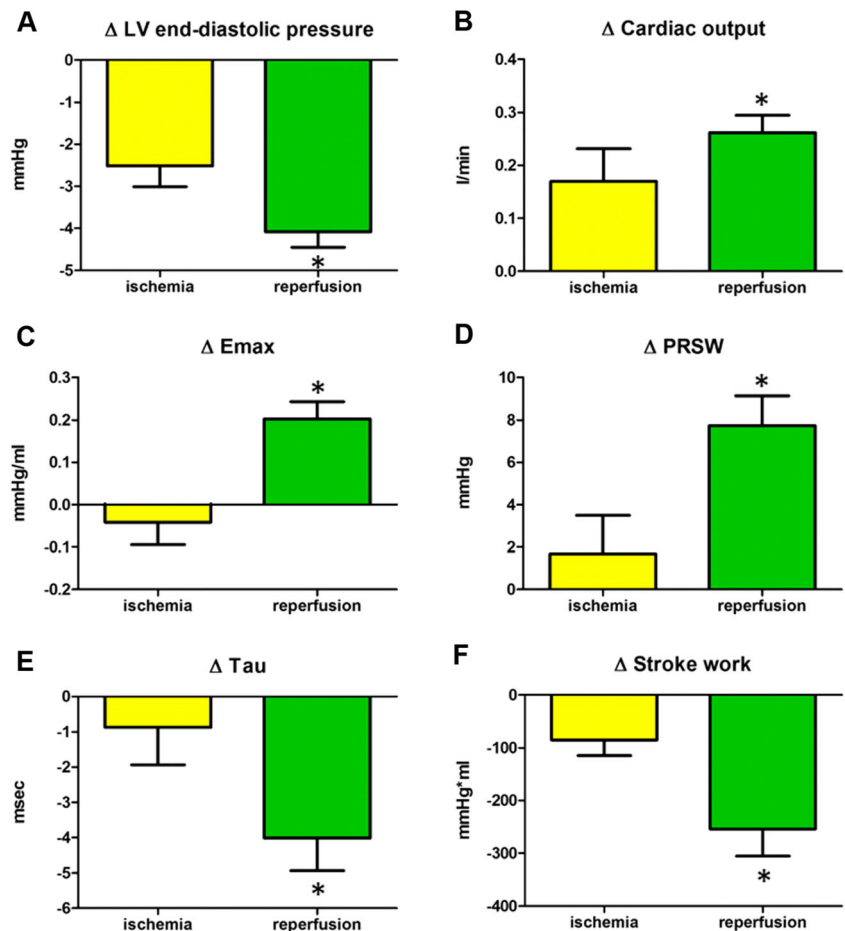 A
Δ LV end-diastolic pressure
mmHg
0
-1
-2
-3
-4
-5
*
ischemia
reperfusion
B
Δ Cardiac output
l/min
0.4
0.3
0.2
0.1
0.0
*
ischemia
reperfusion
C
Δ Emax
mmHg/ml
0.3
0.2
0.1
0.0
-0.1
-0.2
*
ischemia
reperfusion
D
Δ PRSW
mmHg
10
8
6
4
2
0
*
ischemia
reperfusion
E
Δ Tau
msec
0
-1
-2
-3
-4
-5
-6
*
ischemia
reperfusion
F
Δ Stroke work
mmHg*ml
0
-100
-200
-300
-400
*
ischemia
reperfusion